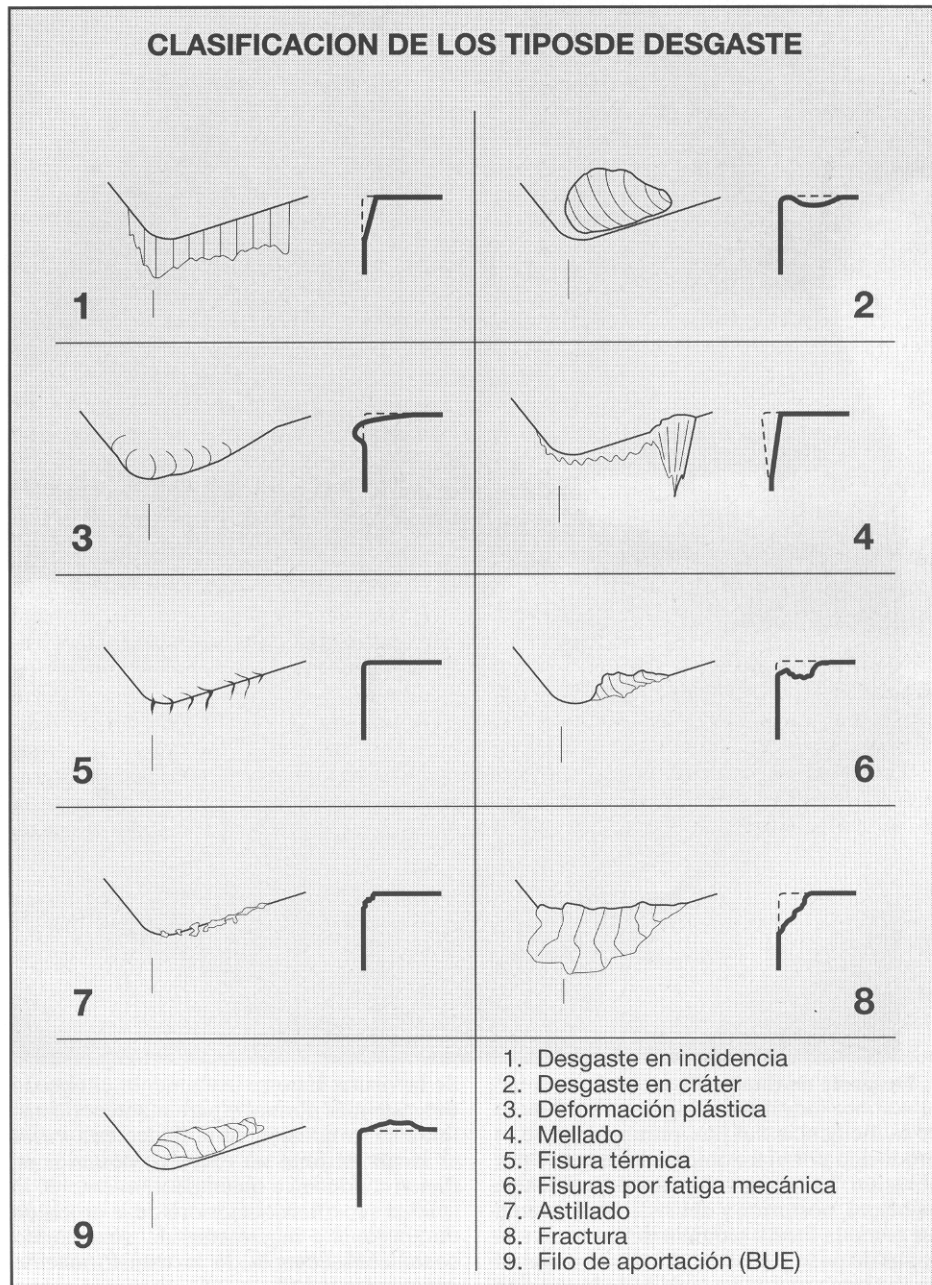 CLASIFICACION DE LOS TIPOSDE DESGASTE
1
2
3
4
5
6
7
8
9
1. Desgaste en incidencia
2. Desgaste en cráter
3. Deformación plástica
4. Mellado
5. Fisura térmica
6. Fisuras por fatiga mecánica
7. Astillado
8. Fractura
9. Filo de aportación (BUE)